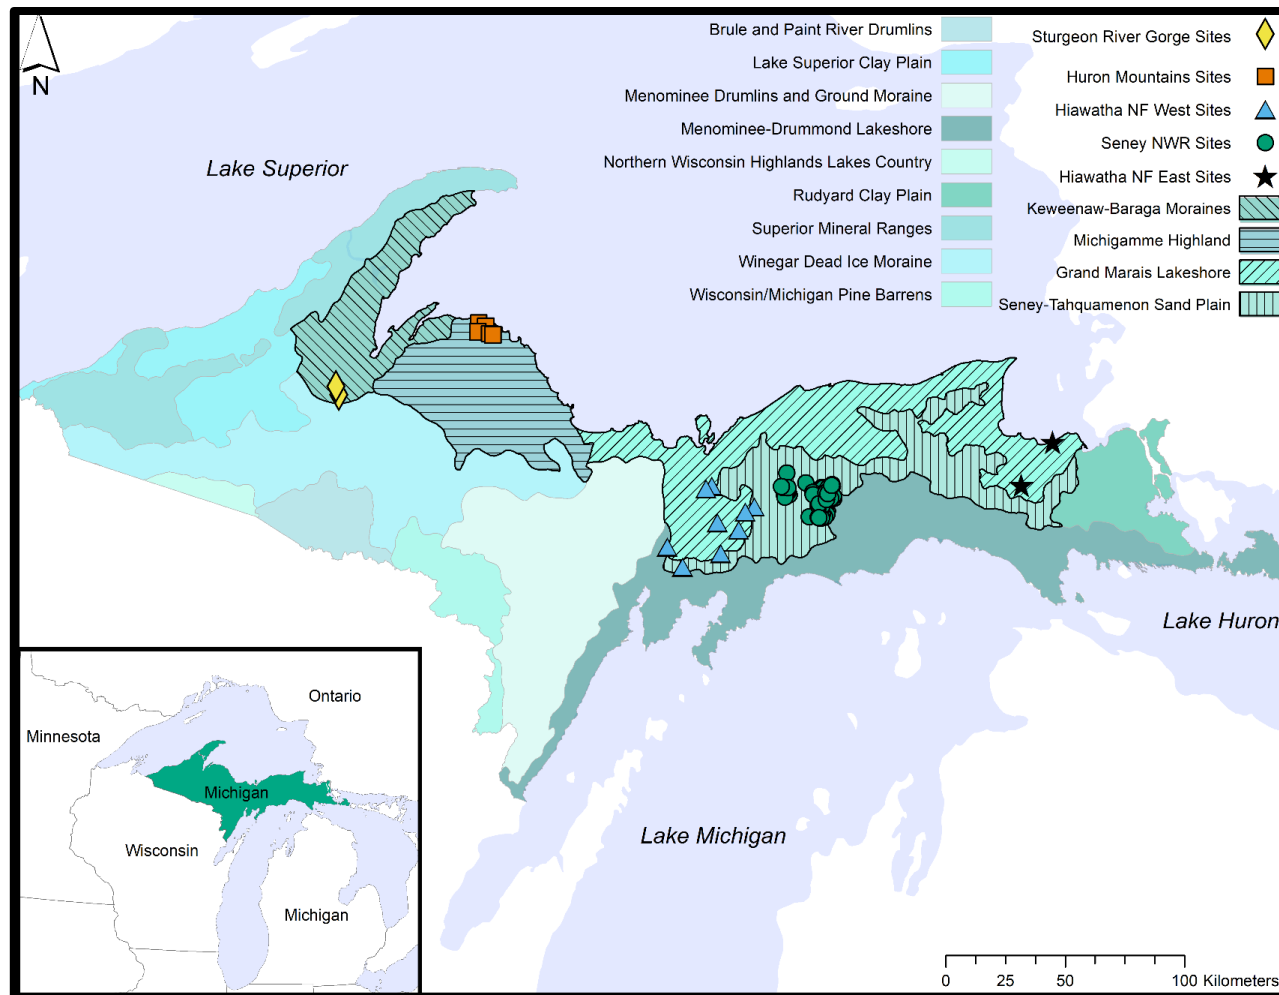 N
Brule and Paint River Drumlins
Lake Superior Clay Plain
Menominee Drumlins and Ground Moraine
Menominee-Drummond Lakeshore
Northern Wisconsin Highlands Lakes Country
Rudyard Clay Plain
Superior Mineral Ranges
Winegar Dead Ice Moraine
Wisconsin/Michigan Pine Barrens
Sturgeon River Gorge Sites
Huron Mountains Sites
Hiawatha NF West Sites
Seney NWR Sites
Hiawatha NF East Sites
Keweenaw-Baraga Moraines
Michigamme Highland
Grand Marais Lakeshore
Seney-Tahquamenon Sand Plain
Lake Superior
Lake Huron
Lake Michigan
Ontario
Minnesota
Michigan
Wisconsin
Michigan
0 25 50 100 Kilometers